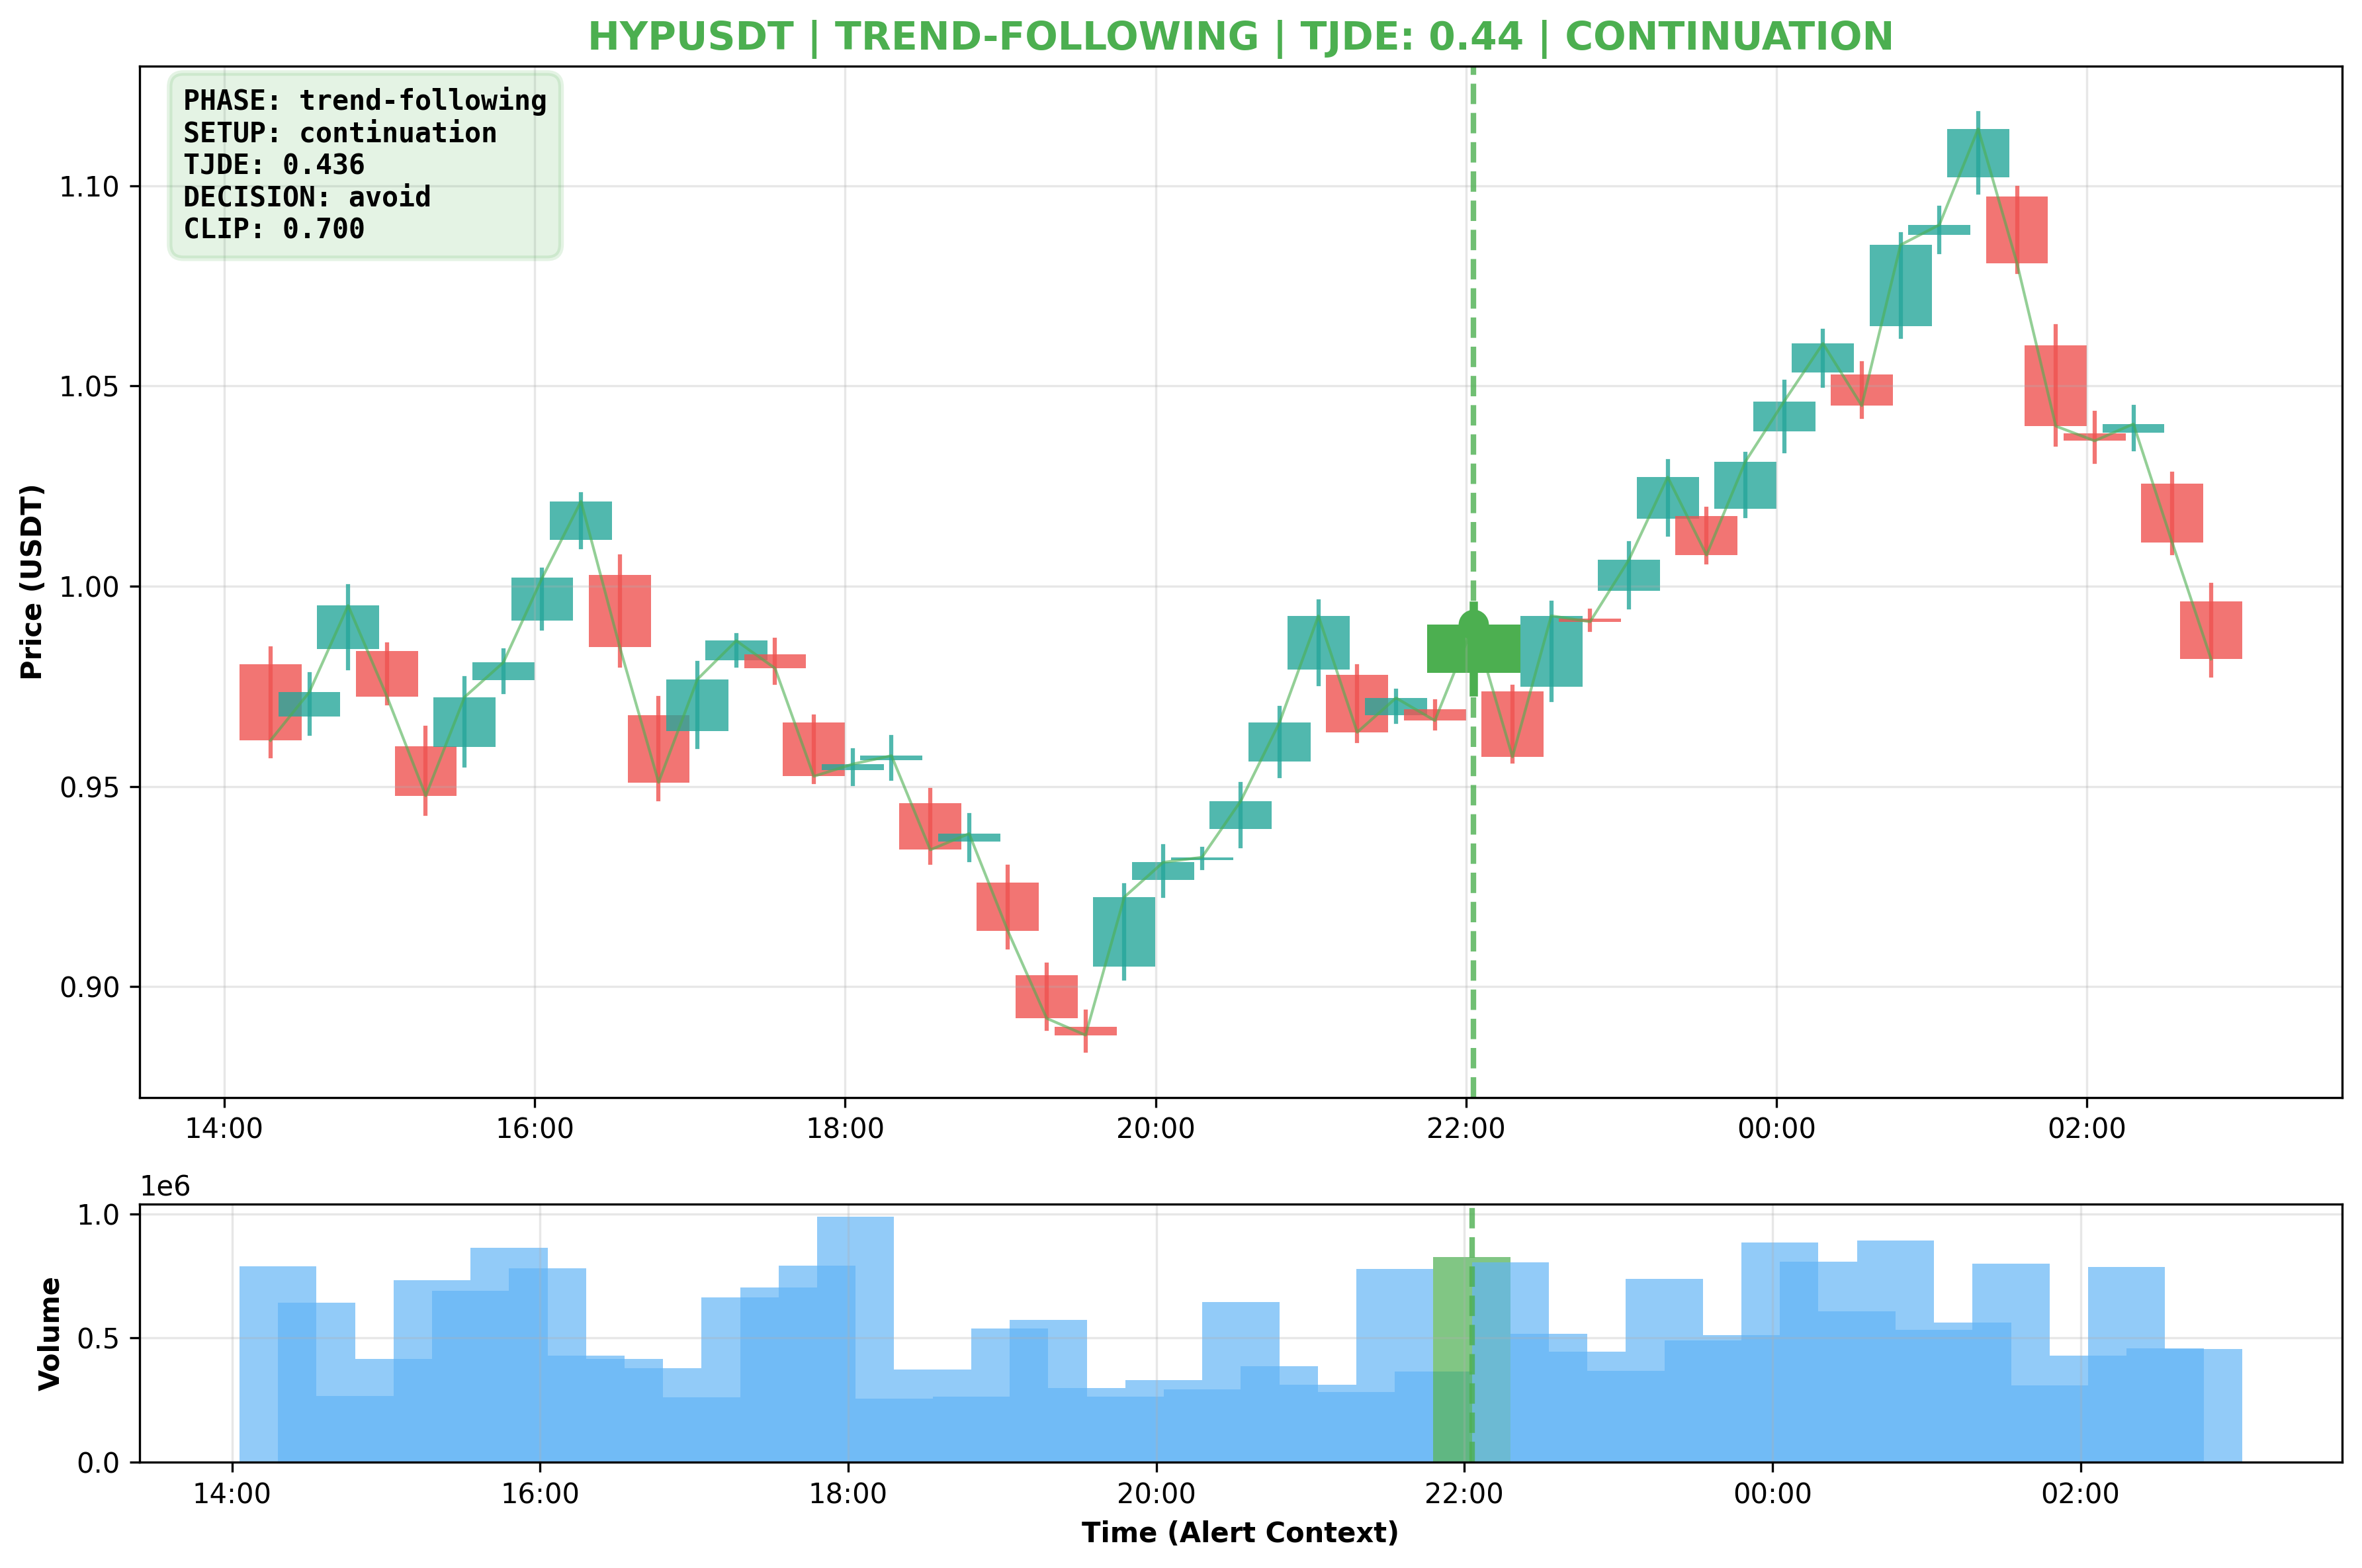 HYPUSDT | TREND-FOLLOWING | TJDE: 0.44 | CONTINUATION
PHASE: trend-following
SETUP: continuation
TJDE: 0.436
DECISION: avoid
CLIP: 0.700
Price (USDT)
1.10
1.05
1.00
0.95
0.90
14:00 16:00 18:00 20:00 22:00 00:00 02:00
1e6
Volume
1.0
0.5
0.0
14:00 16:00 18:00 20:00 22:00 00:00 02:00
Time (Alert Context)